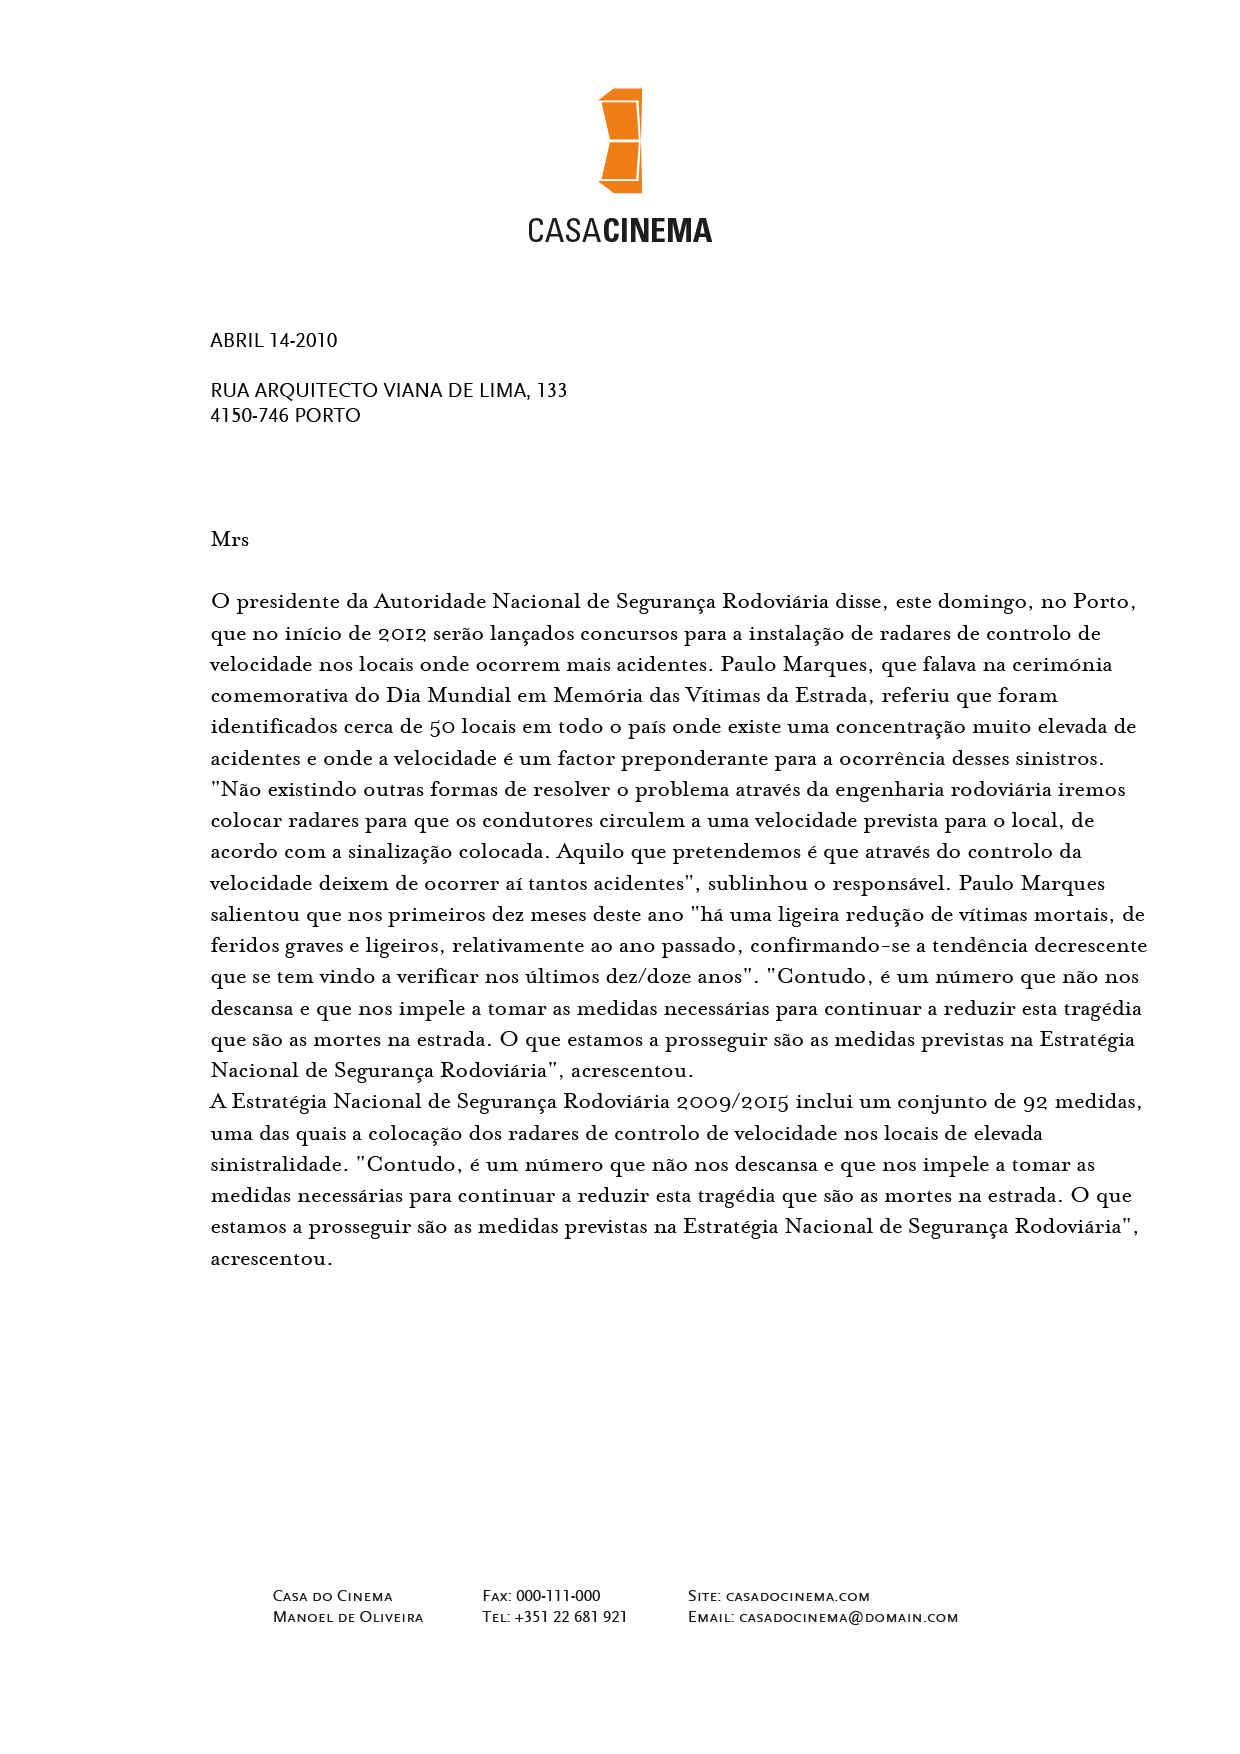 CASACINEMA
ABRIL 14-2010
RUA ARQUITECTO VIANA DE LIMA, 133
4150-746 PORTO
Mrs
O presidente da Autoridade Nacional de Segurança Rodoviária disse, este domingo, no Porto,
que no início de 2012 serão lançados concursos para a instalação de radares de controlo de
velocidade nos locais onde ocorrem mais acidentes. Paulo Marques, que falava na cerimónia
comemorativa do Dia Mundial em Memória das Vítimas da Estrada, referiu que foram
identificados cerca de 50 locais em todo o país onde existe uma concentração muito elevada de
acidentes e onde a velocidade é um factor preponderante para a ocorrência desses sinistros.
"Não existindo outras formas de resolver o problema através da engenharia rodoviária iremos
colocar radares para que os condutores circulem a uma velocidade prevista para o local, de
acordo com a sinalização colocada. Aquilo que pretendemos é que através do controlo da
velocidade deixem de ocorrer aí tantos acidentes", sublinhou o responsável. Paulo Marques
salientou que nos primeiros dez meses deste ano "há uma ligeira redução de vítimas mortais, de
feridos graves e ligeiros, relativamente ao ano passado, confirmando-se a tendência decrescente
que se tem vindo a verificar nos últimos dez/doze anos". "Contudo, é um número que não nos
descansa e que nos impele a tomar as medidas necessárias para continuar a reduzir esta tragédia
que são as mortes na estrada. O que estamos a prosseguir são as medidas previstas na Estratégia
Nacional de Segurança Rodoviária", acrescentou.
A Estratégia Nacional de Segurança Rodoviária 2009/2015 inclui um conjunto de 92 medidas,
uma das quais a colocação dos radares de controlo de velocidade nos locais de elevada
sinistralidade. "Contudo, é um número que não nos descansa e que nos impele a tomar as
medidas necessárias para continuar a reduzir esta tragédia que são as mortes na estrada. O que
estamos a prosseguir são as medidas previstas na Estratégia Nacional de Segurança Rodoviária",
acrescentou.
Casa do Cinema
Manoel de Oliveira
Fax: 000-111-000
Tel: +351 22 681 921
Site: casadocinema.com
Email: casadocinema@domain.com